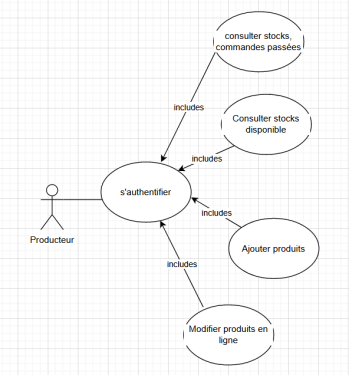 consulter stocks,
commandes passées
includes
Consulter stocks
disponible
includes
s'authentifier
Producteur
includes
Ajouter produits
includes
Modifier produits en
ligne